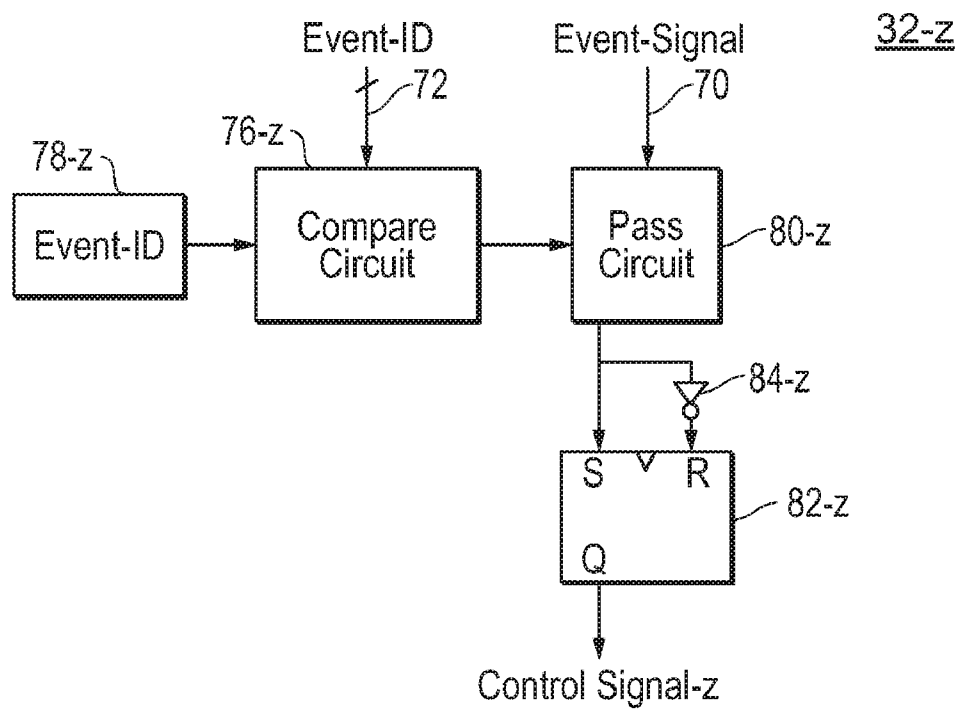 32-z
Event-ID
Event-Signal
72
70
76-z
78-z
Event-ID
Compare
Circuit
Pass
Circuit
80-z
84-z
S
R
82-z
Q
Control Signal-z